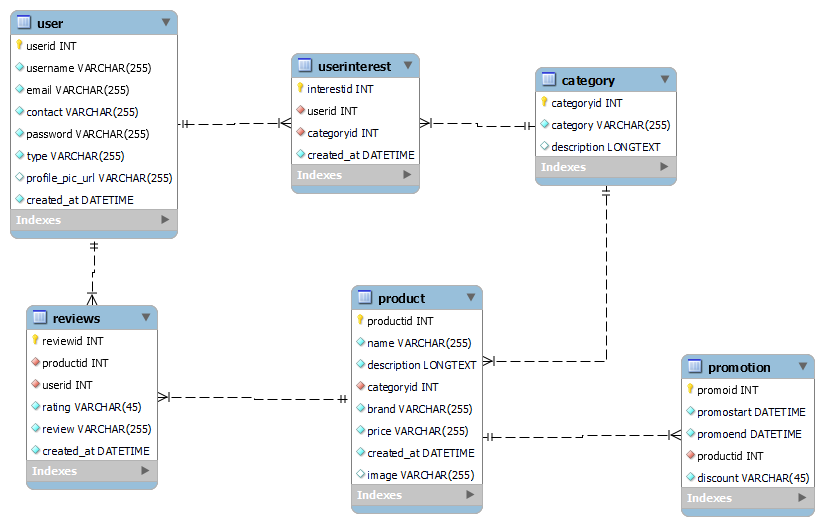 user
userid INT
username VARCHAR(255)
email VARCHAR(255)
contact VARCHAR(255)
password VARCHAR(255)
type VARCHAR(255)
profile_pic_url VARCHAR(255)
created_at DATETIME
Indexes
userinterest
interestid INT
userid INT
categoryid INT
created_at DATETIME
Indexes
category
categoryid INT
category VARCHAR(255)
description LONGTEXT
Indexes
reviews
reviewid INT
productid INT
userid INT
rating VARCHAR(45)
review VARCHAR(255)
created_at DATETIME
Indexes
product
productid INT
name VARCHAR(255)
description LONGTEXT
categoryid INT
brand VARCHAR(255)
price VARCHAR(255)
created_at DATETIME
image VARCHAR(255)
Indexes
promotion
promoid INT
promostart DATETIME
promoend DATETIME
productid INT
discount VARCHAR(45)
Indexes